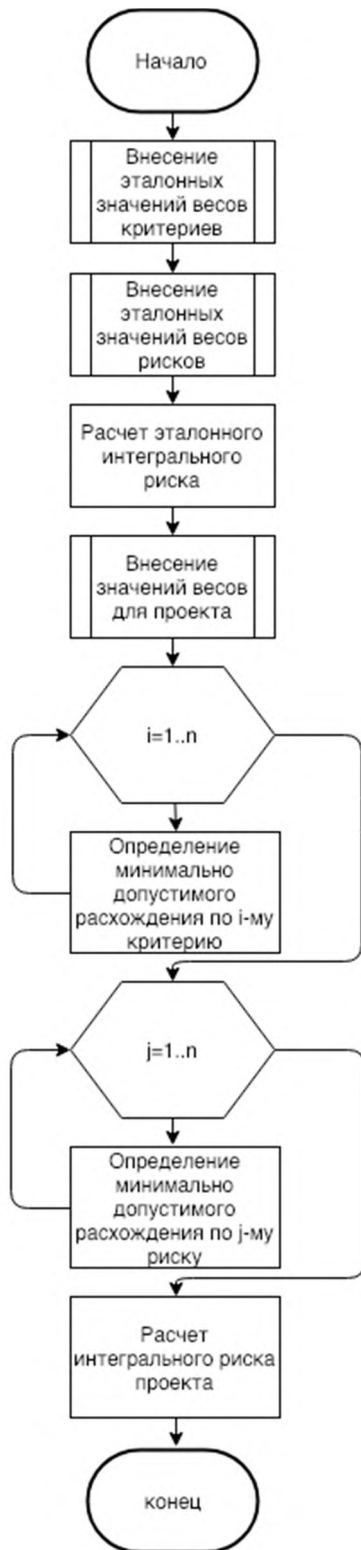 Начало
Внесение
эталонных
значений весов
критериев
Внесение
эталонных
значений весов
рисков
Расчет эталонного
интегрального
риска
Внесение
значений весов
для проекта
i=1..n
Определение
минимально
допустимого
расхождения по i-му
критерию
j=1..n
Определение
минимально
допустимого
расхождения по j-му
риску
Расчет
интегрального риска
проекта
конец